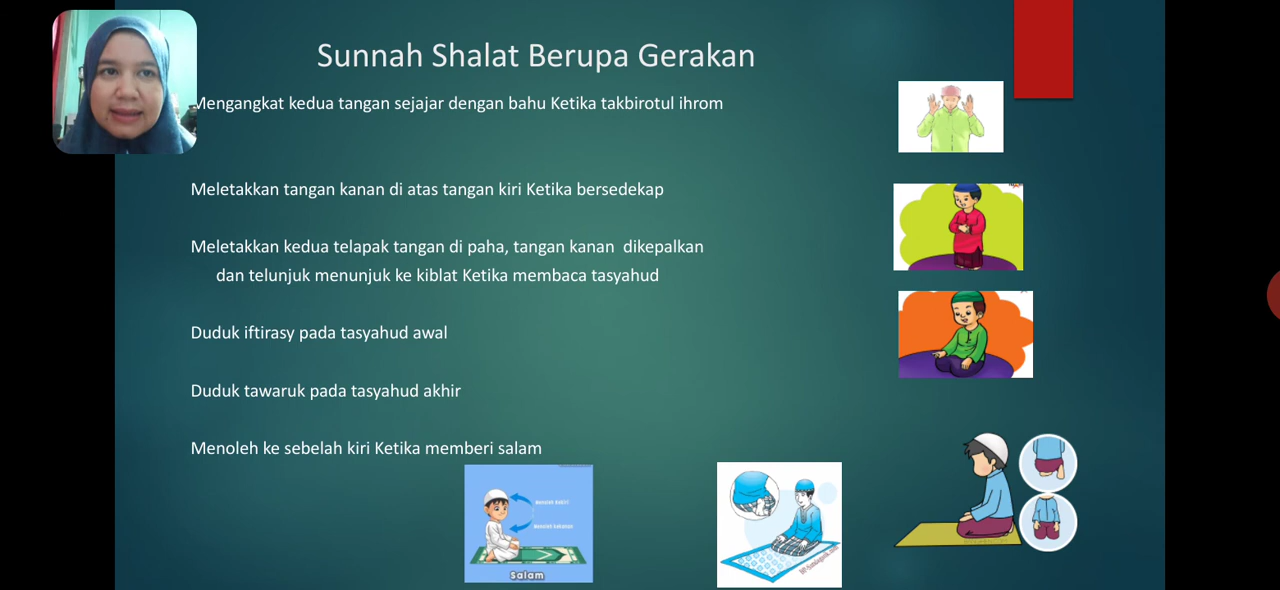 Sunnah Shalat Berupa Gerakan
Mengangkat kedua tangan sejajar dengan bahu Ketika takbirotul ihrom
Meletakkan tangan kanan di atas tangan kiri Ketika bersedekap
Meletakkan kedua telapak tangan di paha, tangan kanan dikepalkan
dan telunjuk menunjuk ke kiblat Ketika membaca tasyahud
Duduk iftirasy pada tasyahud awal
Duduk tawaruk pada tasyahud akhir
Menoleh ke sebelah kiri Ketika memberi salam
Menoleh
Menoleh kekanan
Salam